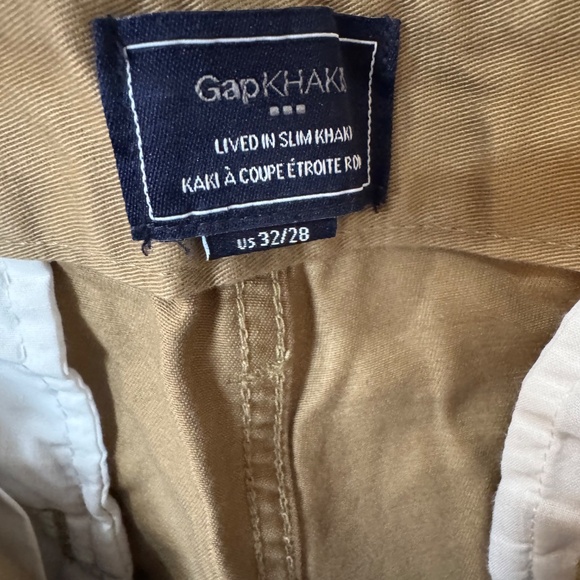 GapKHAKI
LIVED IN SLIM KHAKI
KAKI À COUPE ÉTROITE
US 32/28